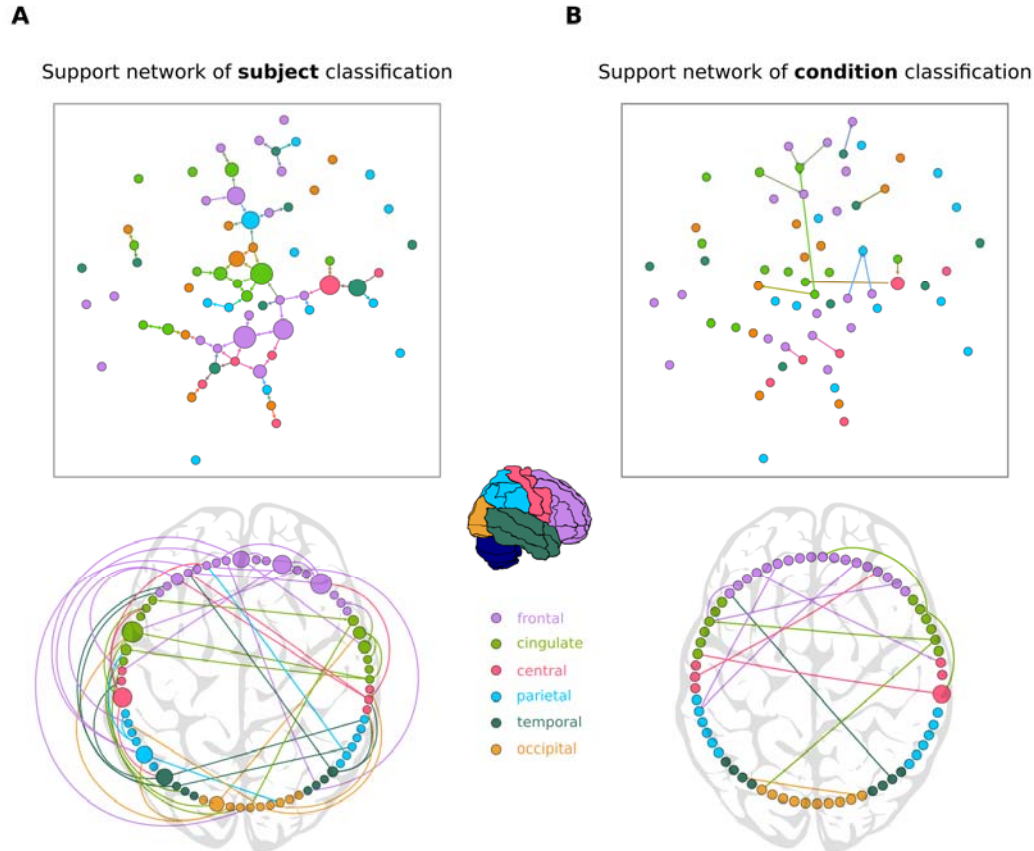 A
B
Support network of subject classification
Support network of condition classification
frontal
cingulate
central
parietal
temporal
occipital